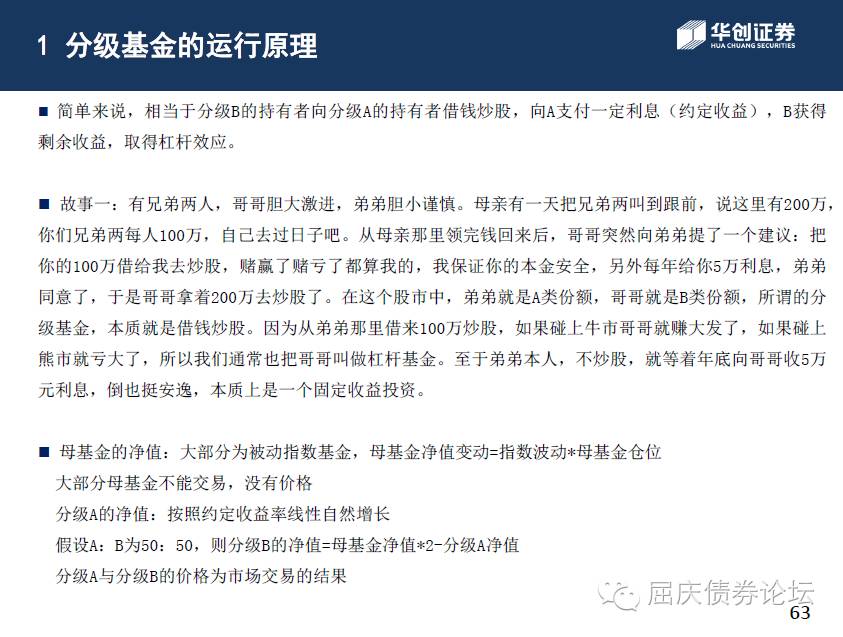 1 分级基金的运行原理
华创证券
HUA CHUANG SECURITIES
■ 简单来说，相当于分级B的持有者向分级A的持有者借钱炒股，向A支付一定利息（约定收益），B获得
剩余收益，取得杠杆效应。
■ 故事一：有兄弟两人，哥哥胆大激进，弟弟胆小谨慎。母亲有一天把兄弟两叫到跟前，说这里有200万，
你们兄弟两每人100万，自己去过日子吧。从母亲那里领完钱回来后，哥哥突然向弟弟提了一个建议：把
你的100万借给我去炒股，赌赢了赌亏了都算我的，我保证你的本金安全，另外每年给你5万利息，弟弟
同意了，于是哥哥拿着200万去炒股了。在这个股市中，弟弟就是A类份额，哥哥就是B类份额，所谓的分
级基金，本质就是借钱炒股。因为从弟弟那里借来100万炒股，如果碰上牛市哥哥就赚大发了，如果碰上
熊市就亏大了，所以我们通常也把哥哥叫做杠杆基金。至于弟弟本人，不炒股，就等着年底向哥哥收5万
元利息，倒也挺安逸，本质上是一个固定收益投资。
■ 母基金的净值：大部分为被动指数基金，母基金净值变动=指数波动*母基金仓位
大部分母基金不能交易，没有价格
分级A的净值：按照约定收益率线性自然增长
假设A：B为50：50，则分级B的净值=母基金净值*2-分级A净值
分级A与分级B的价格为市场交易的结果
屈庆债券论坛
63